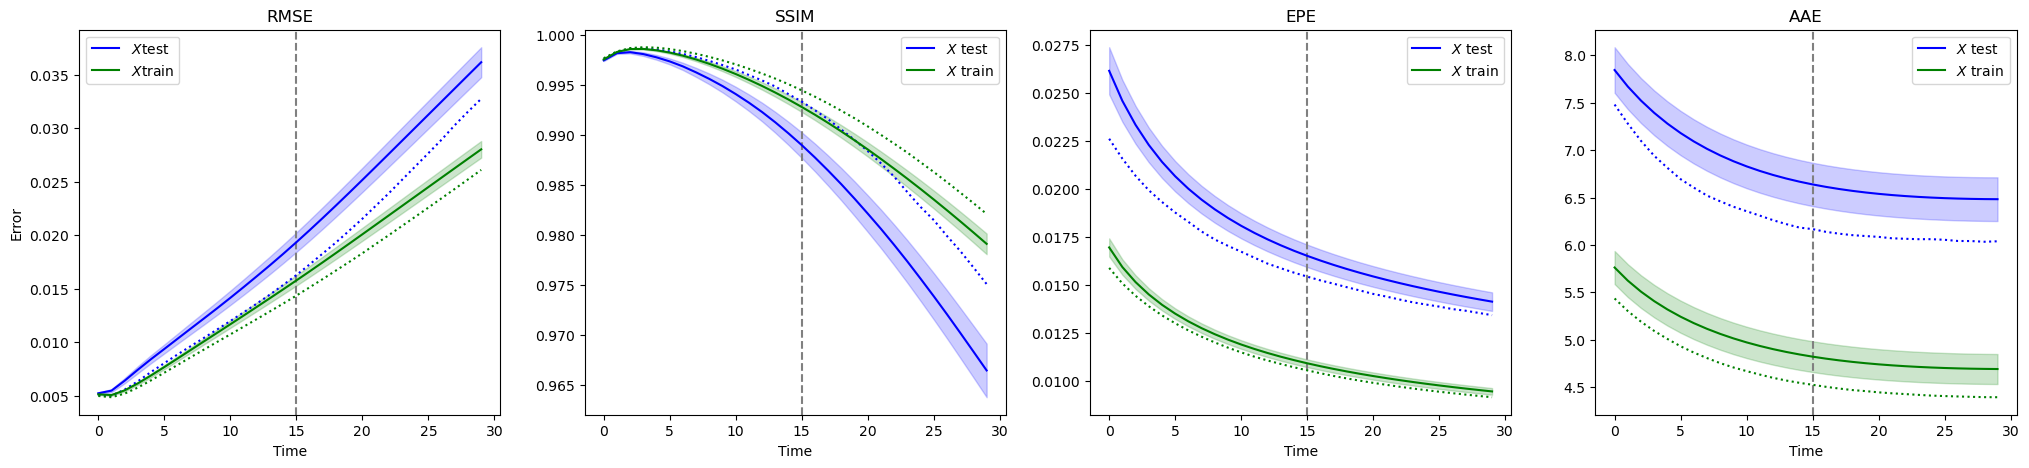 RMSE
Xtest
Xtrain
Error
0.035
0.030
0.025
0.020
0.015
0.010
0.005
0 5 10 15 20 25 30
Time
SSIM
X test
X train
1.000
0.995
0.990
0.985
0.980
0.975
0.970
0.965
0 5 10 15 20 25 30
Time
EPE
X test
X train
0.0275
0.0250
0.0225
0.0200
0.0175
0.0150
0.0125
0.0100
0 5 10 15 20 25 30
Time
AAE
X test
X train
8.0
7.5
7.0
6.5
6.0
5.5
5.0
4.5
0 5 10 15 20 25 30
Time